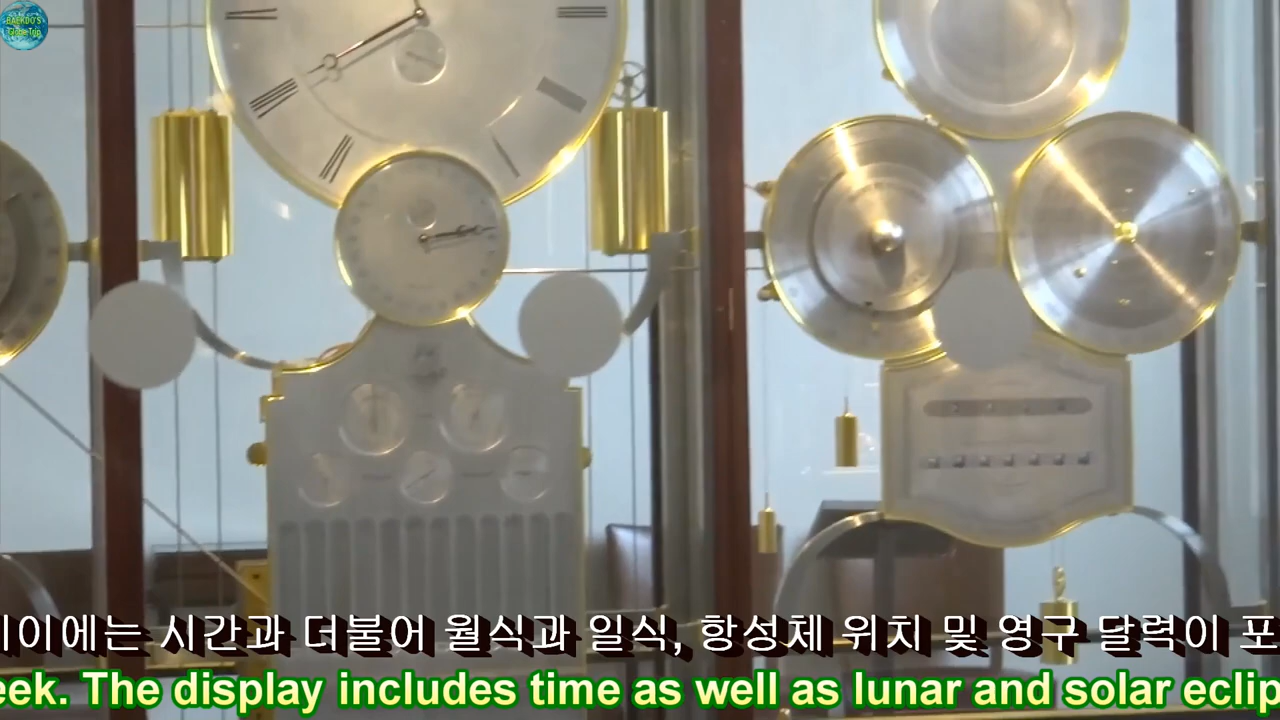 BAEKDO'S
GlobeTrip
이에는 시간과 더불어 월식과 일식, 항성체 위치 및 영구 달력이 포
eek. The display includes time as well as lunar and solar eclip